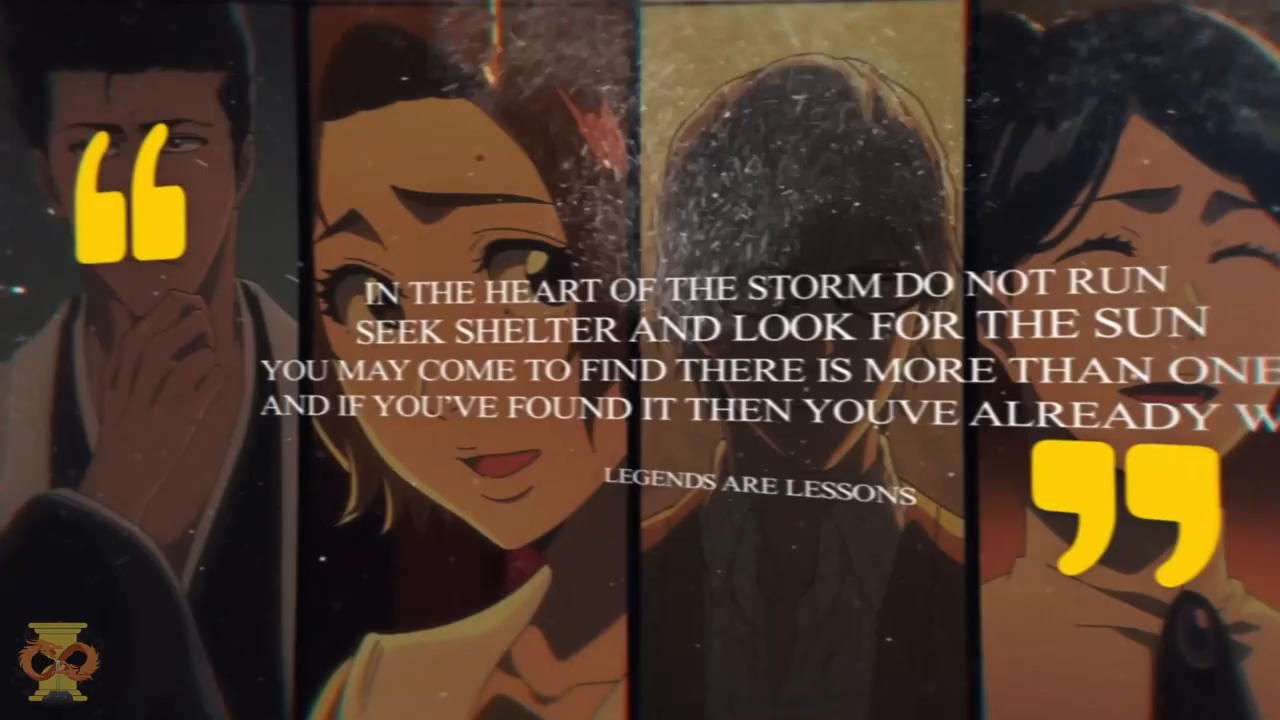 IN THE HEART OF THE STORM DO NOT RUN
SEEK SHELTER AND LOOK FOR THE SUN
YOU MAY COME TO FIND THERE IS MORE THAN ONE
AND IF YOU'VE FOUND IT THEN YOUVE ALREADY
LEGENDS ARE LESSONS